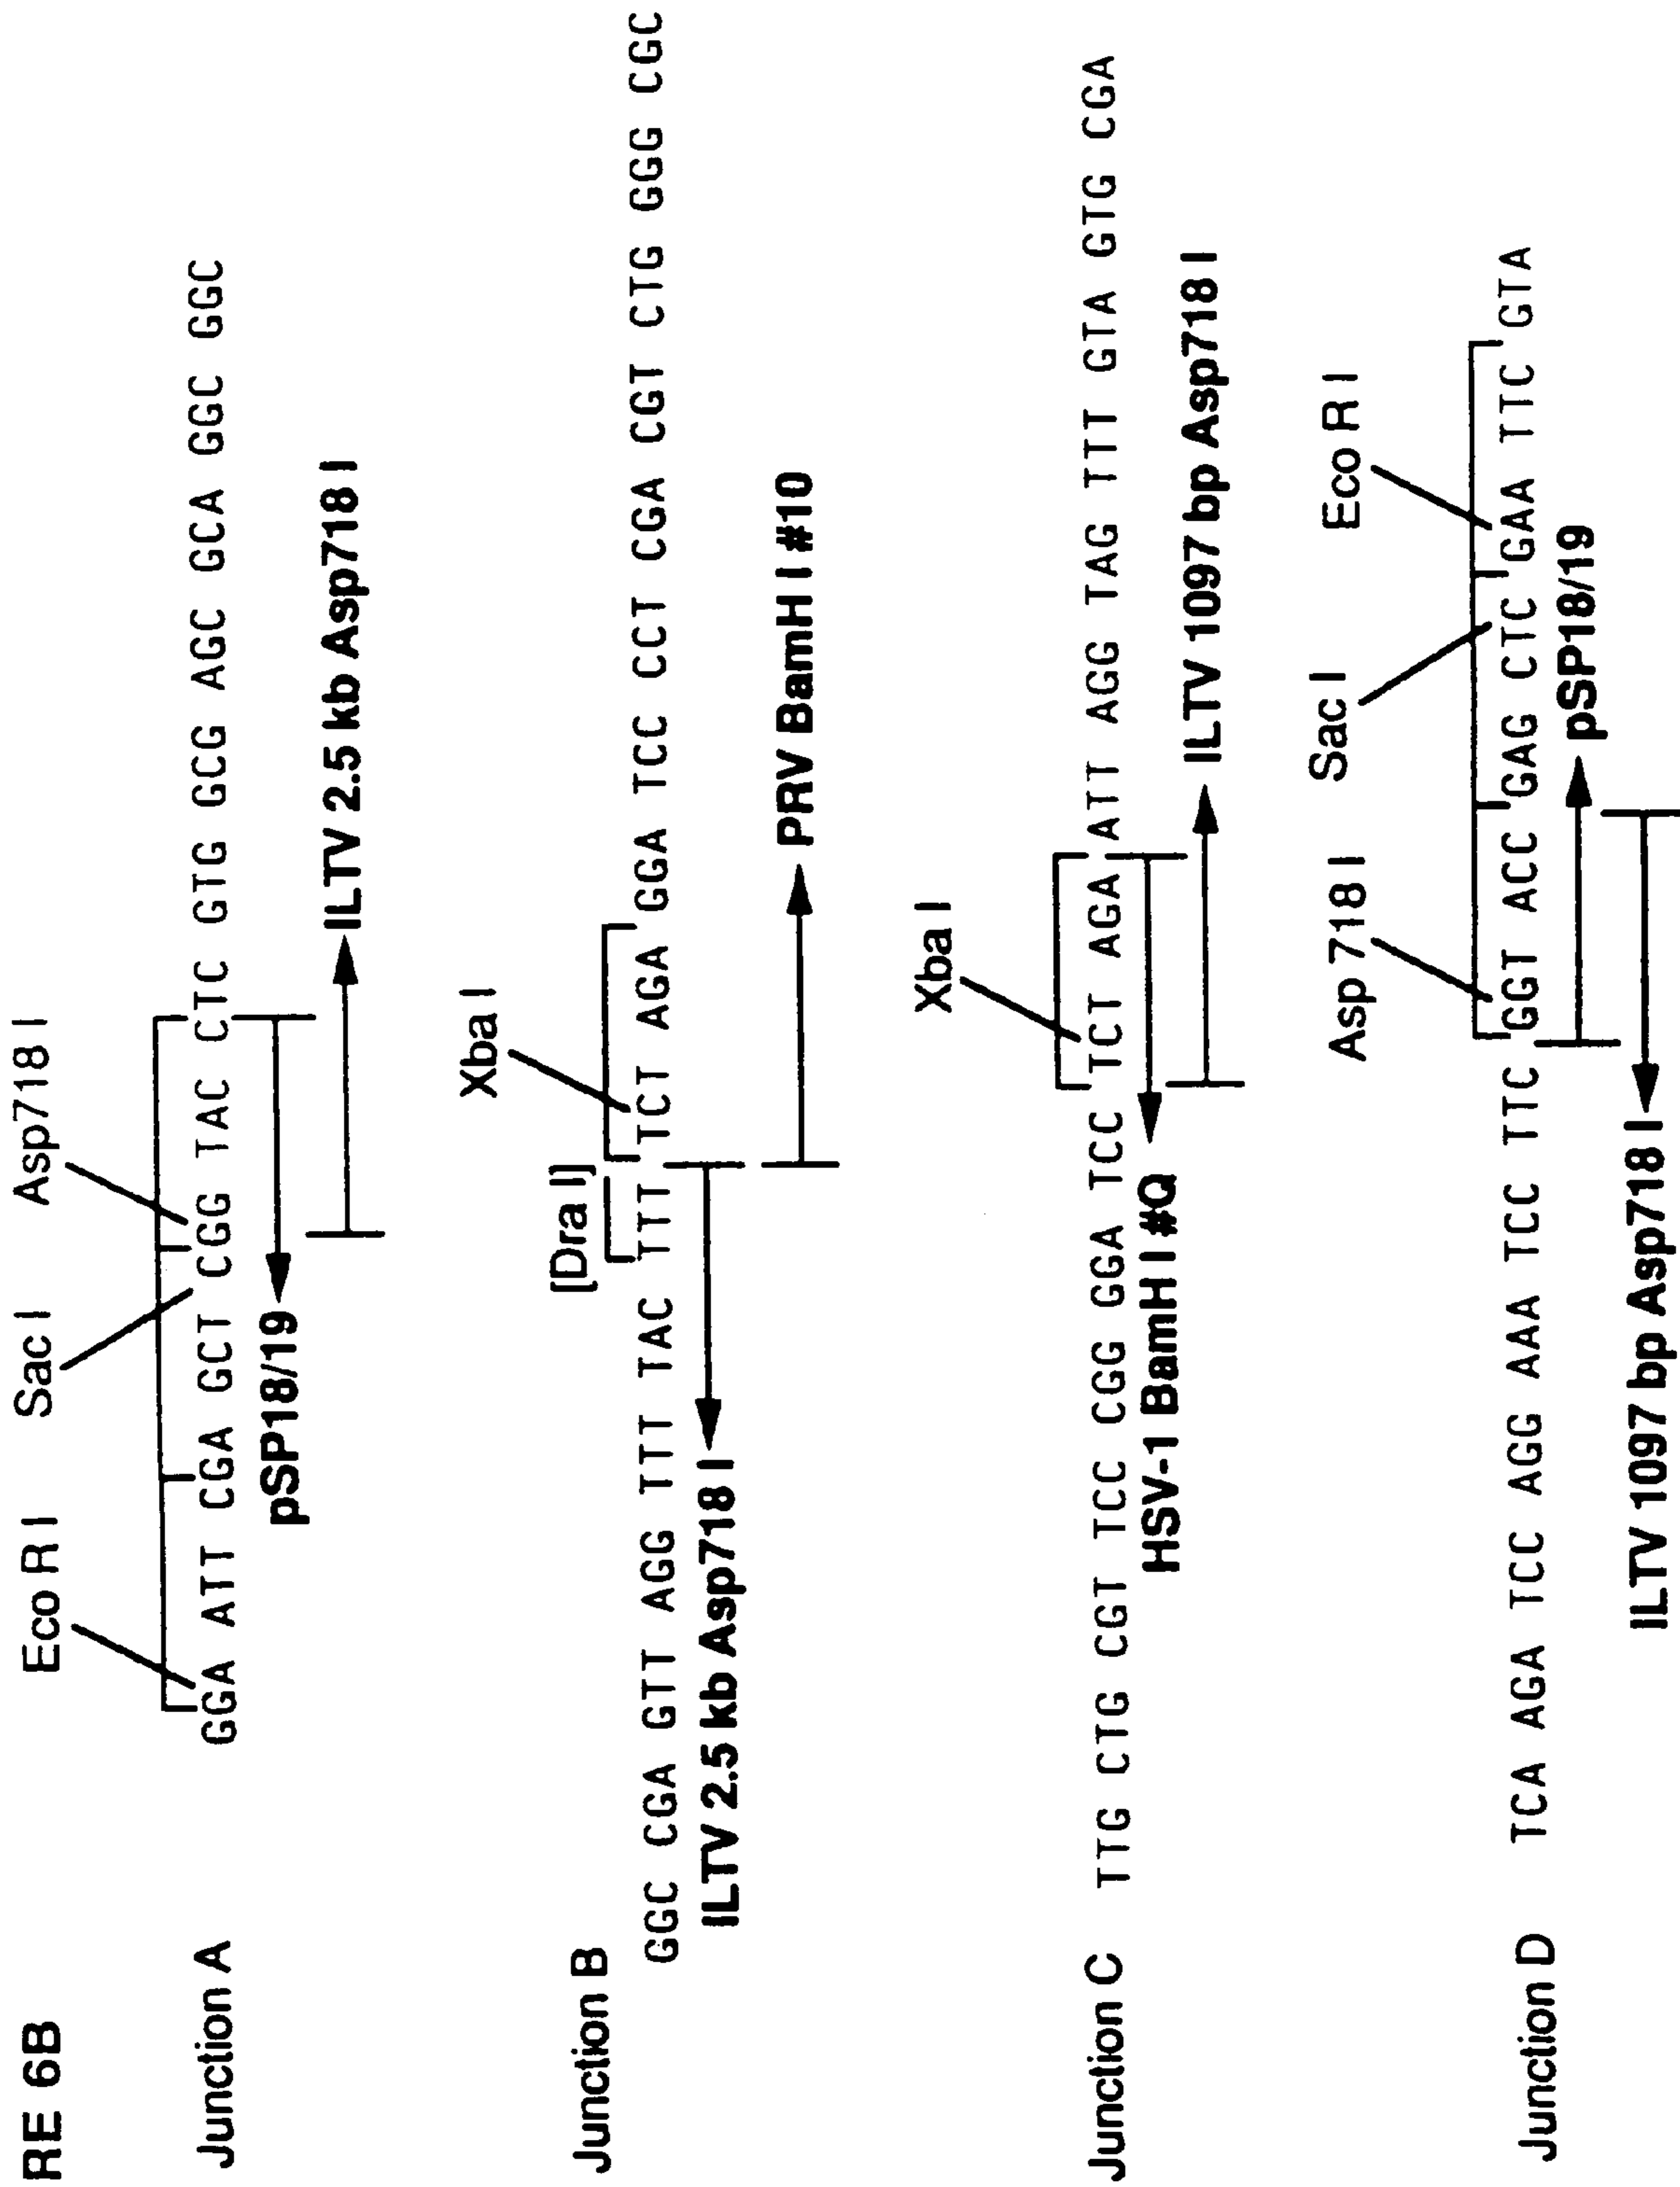 RE 6B
Eco R I Sac I Asp718 I
Junction A GGA ATT CGA GCT CGG TAC CTC GTG GCG AGC GCA GGC GGC
pSP18/19
ILTV 2.5 kb Asp718 I
[Dra I] Xba I
Junction B
GGC CGA GTT AGG TTT TAC TTT TCT AGA GGA TCC CCT CGA CGT CTG GGG CGC
ILTV 2.5 kb Asp718 I
PRV BamH I #10
Xba I
Junction C TTG CTG CGT TCC CGG GGA TCC TCT AGA ATT AGG TAG TTT GTA GTG CGA
HSV-1 BamH I #Q
ILTV 1097 bp Asp718 I
Asp 718 I Sac I Eco R I
Junction D TCA AGA TCC AGG AAA TCC TTC GGT ACC GAG CTC GAA TTC GTA
pSP18/19
ILTV 1097 bp Asp718 I